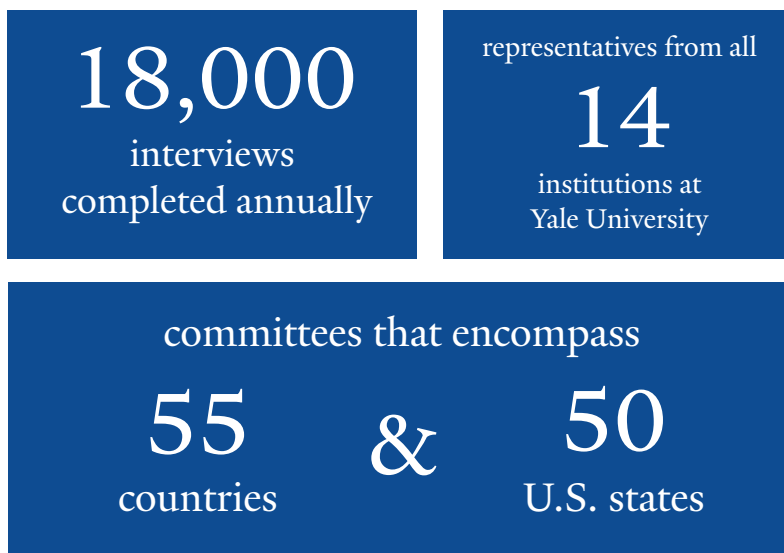 18,000
interviews
completed annually
representatives from all
14
institutions at
Yale University
committees that encompass
55
countries
&
50
U.S. states